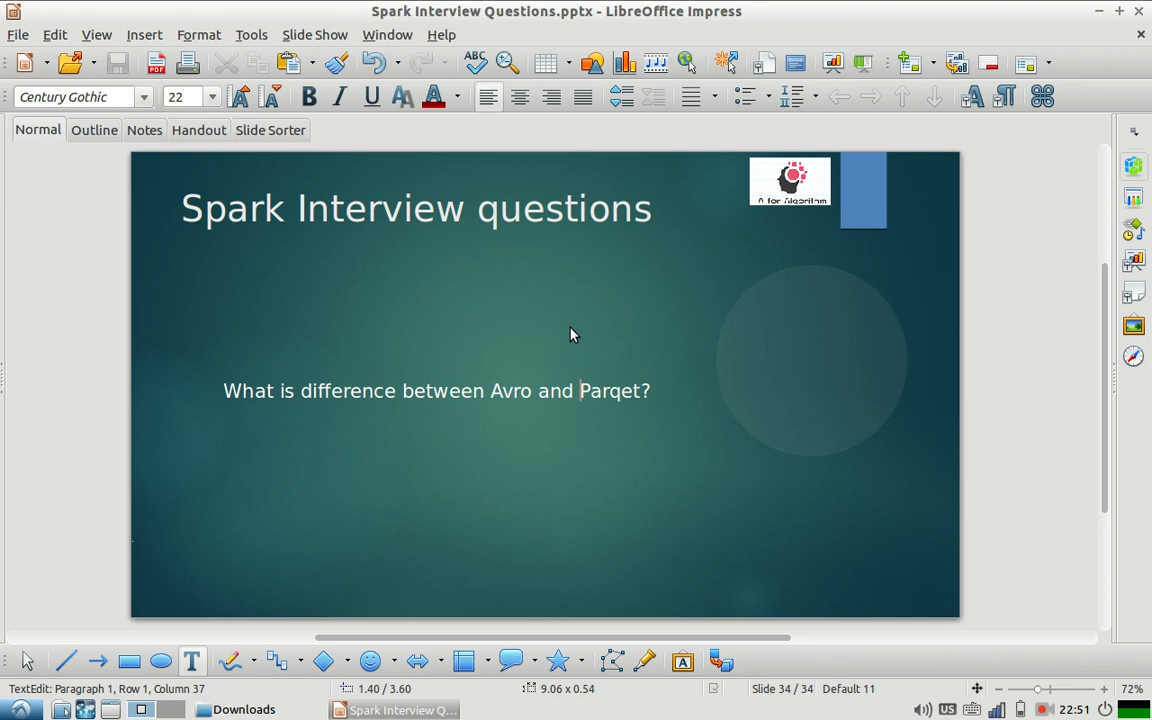 Spark Interview Questions.pptx - LibreOffice Impress
File Edit View Insert Format Tools Slide Show Window Help
Century Gothic 22
Normal Outline Notes Handout Slide Sorter
A for Algorithm
Spark Interview questions
What is difference between Avro and Parqet?
TextEdit: Paragraph 1, Row 1, Column 37 1.40 / 3.60 9.06 x 0.54 Slide 34 / 34 Default 11 72%
Downloads Spark Interview Q... US 22:51